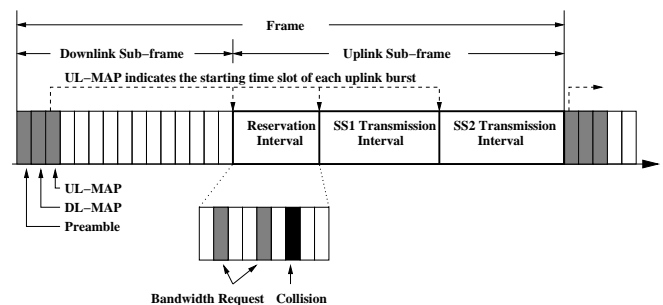 Frame
Downlink Sub−frame
Uplink Sub−frame
UL−MAP indicates the starting time slot of each uplink burst
Reservation
Interval
SS1 Transmission
Interval
SS2 Transmission
Interval
UL−MAP
DL−MAP
Preamble
Bandwidth Request
Collision